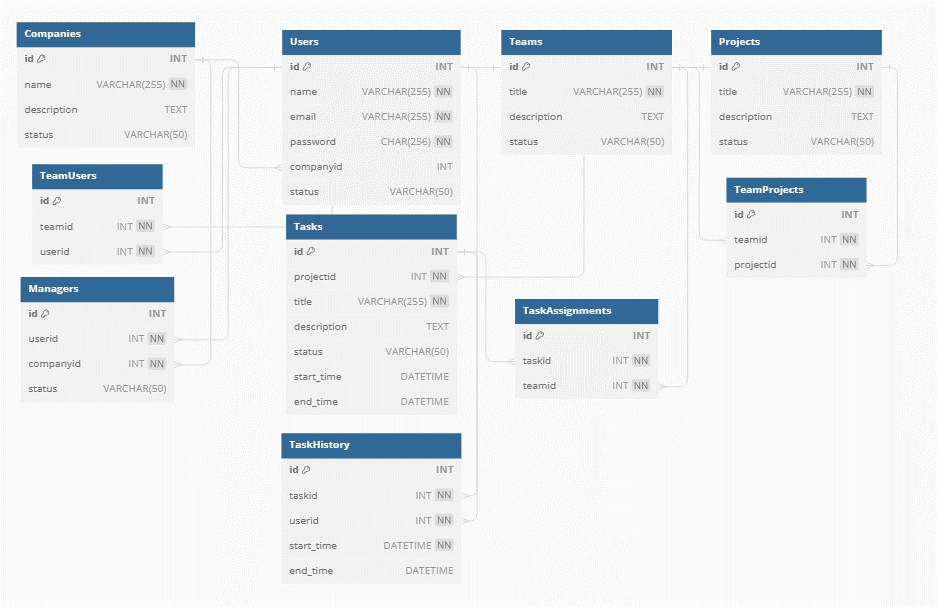 Companies
id INT
name VARCHAR(255) NN
description TEXT
status VARCHAR(50)
TeamUsers
id INT
teamid INT NN
userid INT NN
Managers
id INT
userid INT NN
companyid INT NN
status VARCHAR(50)
Users
id INT
name VARCHAR(255) NN
email VARCHAR(255) NN
password CHAR(256) NN
companyid INT
status VARCHAR(50)
Tasks
id INT
projectid INT NN
title VARCHAR(255) NN
description TEXT
status VARCHAR(50)
start_time DATETIME
end_time DATETIME
TaskHistory
id INT
taskid INT NN
userid INT NN
start_time DATETIME NN
end_time DATETIME
Teams
id INT
title VARCHAR(255) NN
description TEXT
status VARCHAR(50)
TaskAssignments
id INT
taskid INT NN
teamid INT NN
Projects
id INT
title VARCHAR(255) NN
description TEXT
status VARCHAR(50)
TeamProjects
id INT
teamid INT NN
projectid INT NN